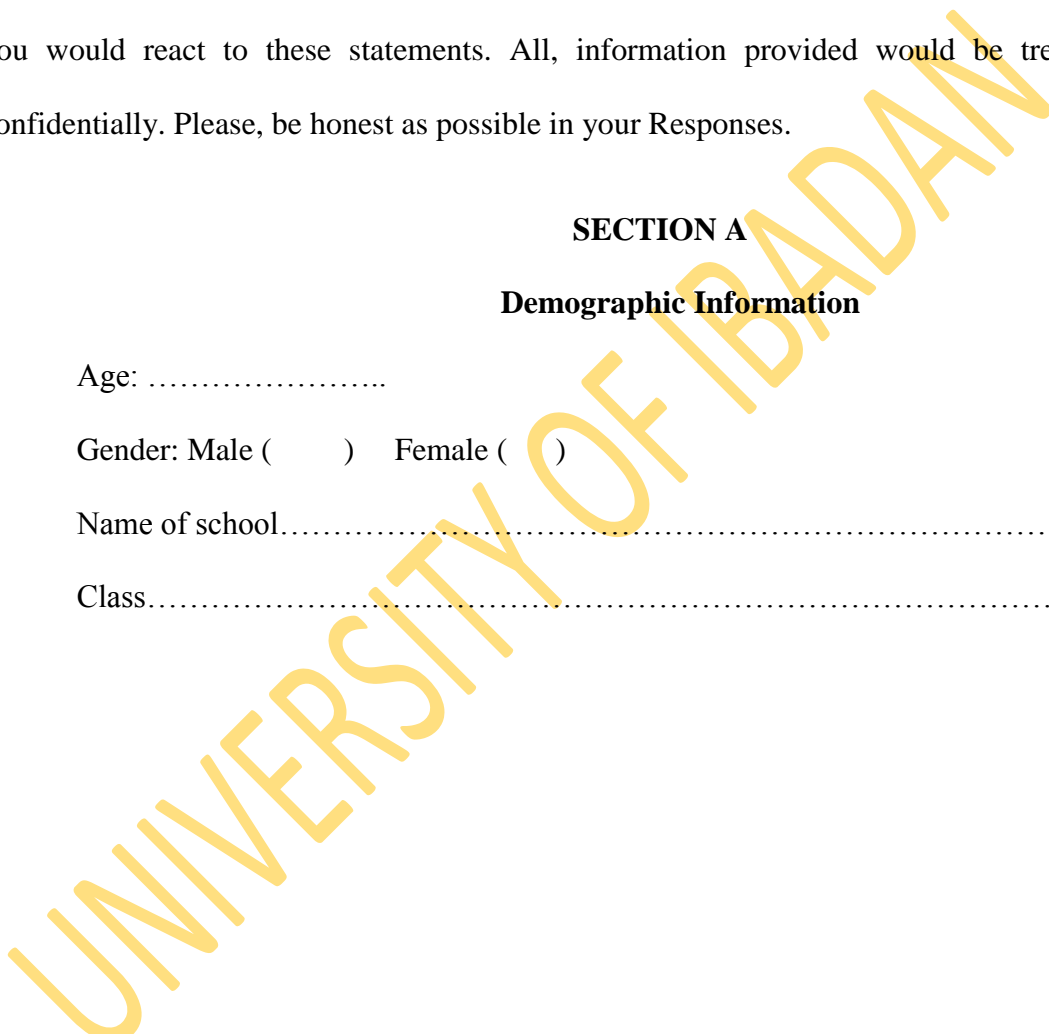 ou would react to these statements. All, information provided would be tre
onfidentially. Please, be honest as possible in your Responses.
SECTION A
Demographic Information
Age: …………………..
Gender: Male (        )     Female (     )
Name of school………………………………………………………………
Class…………………………………………………………………………
UNIVERSITY OF IBADAN